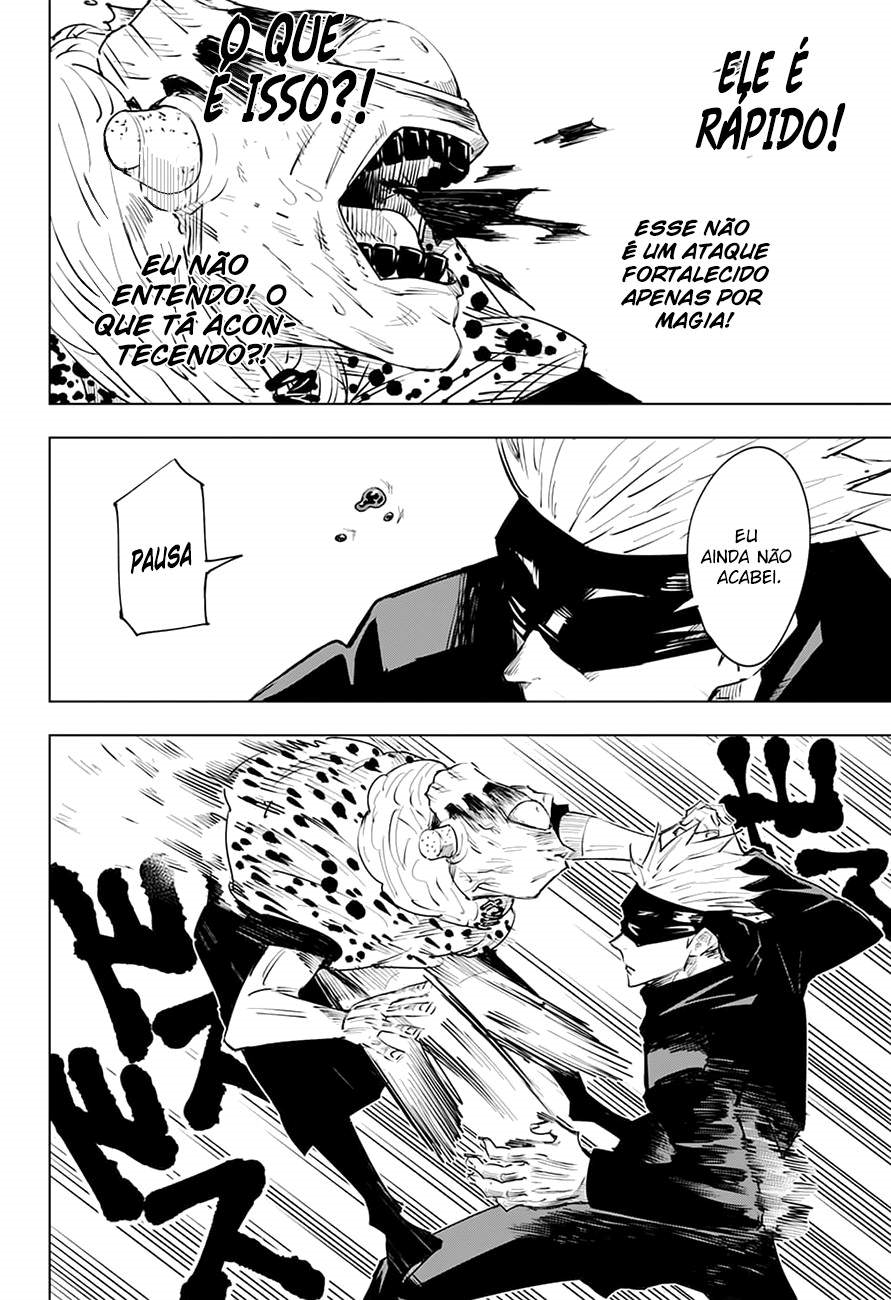 ELE É
RÁPIDO!
O QUE
É ISSO?!
ESSE NÃO
É UM ATAQUE
FORTALECIDO
APENAS POR
MAGIA!
EU NÃO
ENTENDO! O
QUE TÁ ACON-
TECENDO?!
EU
AINDA NÃO
ACABEI.
PAUSA